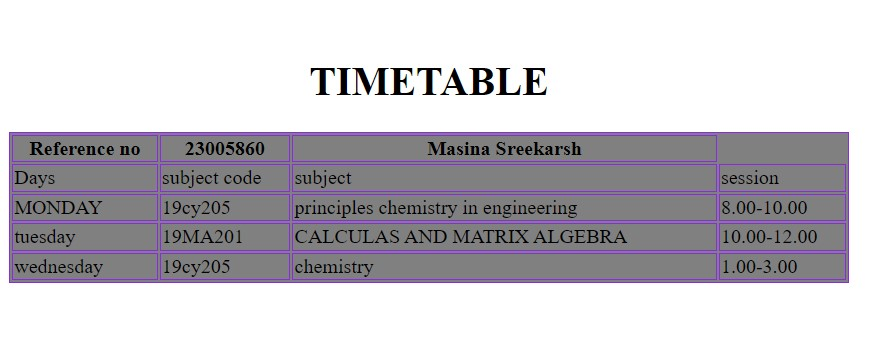 TIMETABLE
Reference no 23005860 Masina Sreekarsh
Days subject code subject session
MONDAY 19cy205 principles chemistry in engineering 8.00-10.00
tuesday 19MA201 CALCULAS AND MATRIX ALGEBRA 10.00-12.00
wednesday 19cy205 chemistry 1.00-3.00